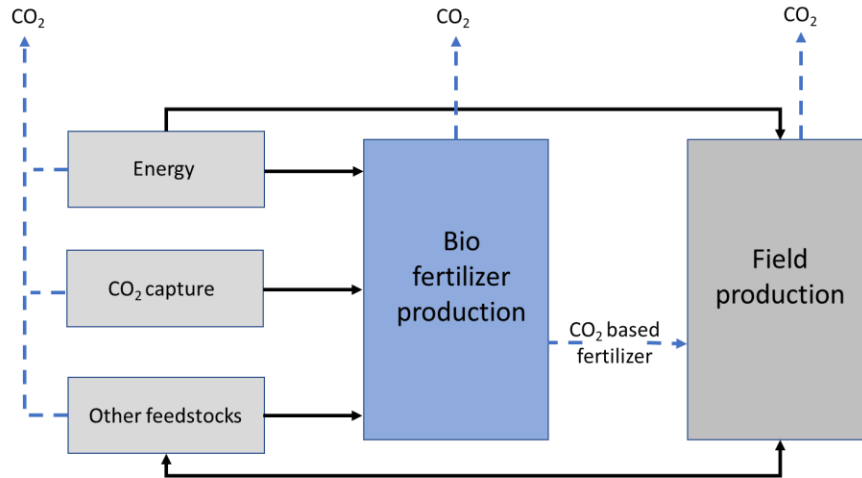 CO₂
CO₂
CO₂
Energy
CO₂ capture
Other feedstocks
Bio
fertilizer
production
CO₂ based
fertilizer
Field
production